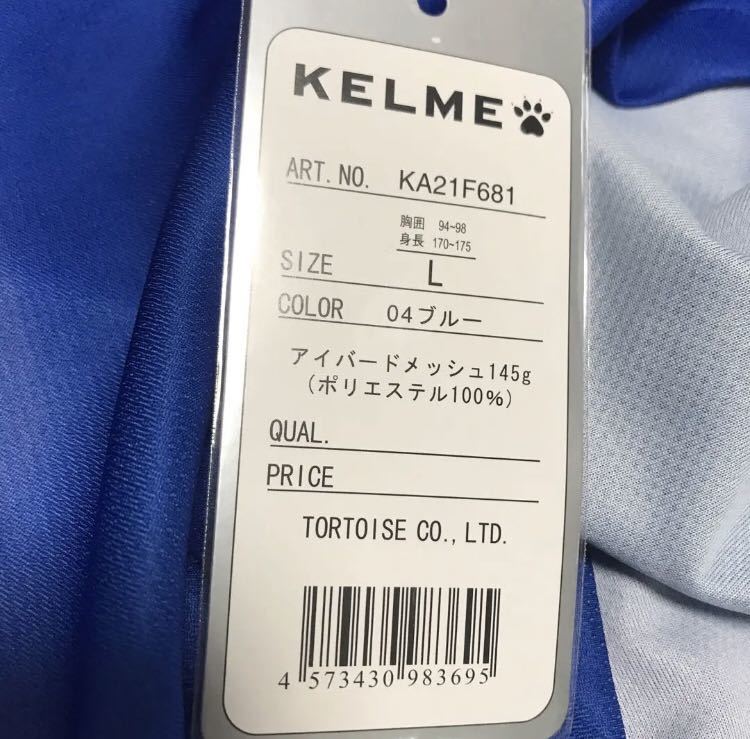 KELME
ART.NO. KA21F681
胸囲 94~98
身長 170~175
SIZE L
COLOR 04ブルー
アイバードメッシュ145g
(ポリエステル100%)
QUAL.
PRICE
TORTOISE CO.,LTD.
4 573430 983695